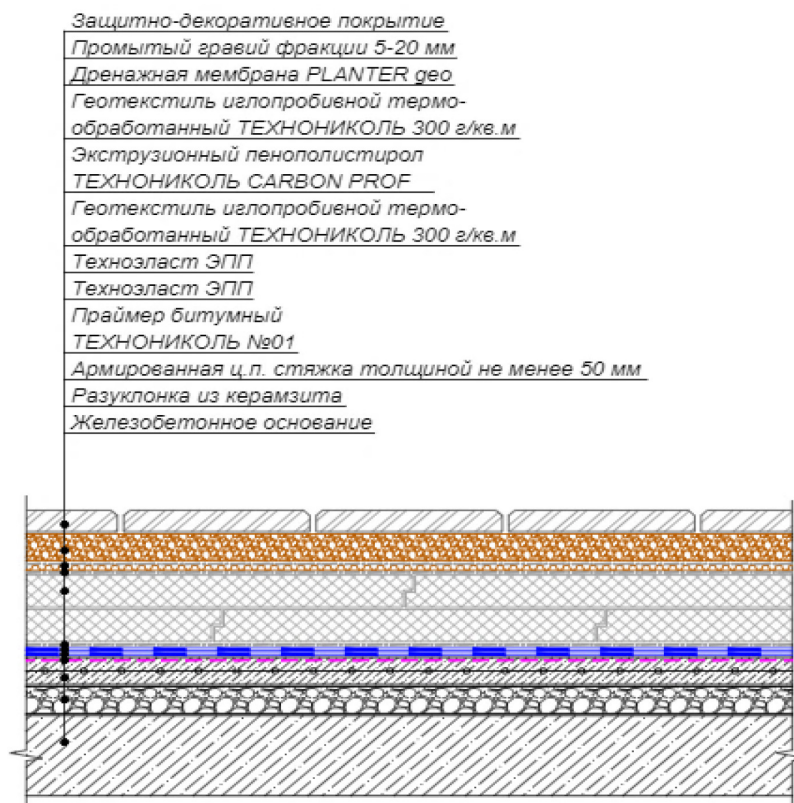 Защитно-декоративное покрытие
Промытый гравий фракции 5-20 мм
Дренажная мембрана PLANTER geo
Геотекстиль иглопробивной термо-
обработанный ТЕХНОНИКОЛЬ 300 г/кв.м
Экструзионный пенополистирол
ТЕХНОНИКОЛЬ CARBON PROF
Геотекстиль иглопробивной термо-
обработанный ТЕХНОНИКОЛЬ 300 г/кв.м
Техноэласт ЭПП
Техноэласт ЭПП
Праймер битумный
ТЕХНОНИКОЛЬ №01
Армированная ц.п. стяжка толщиной не менее 50 мм
Разуклонка из керамзита
Железобетонное основание